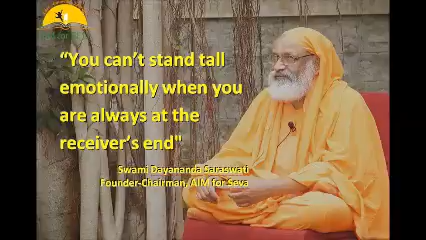 “You can’t stand tall
emotionally when you
are always at the
receiver’s end"
Swami Dayananda Saraswati
Founder-Chairman, AIM for Seva